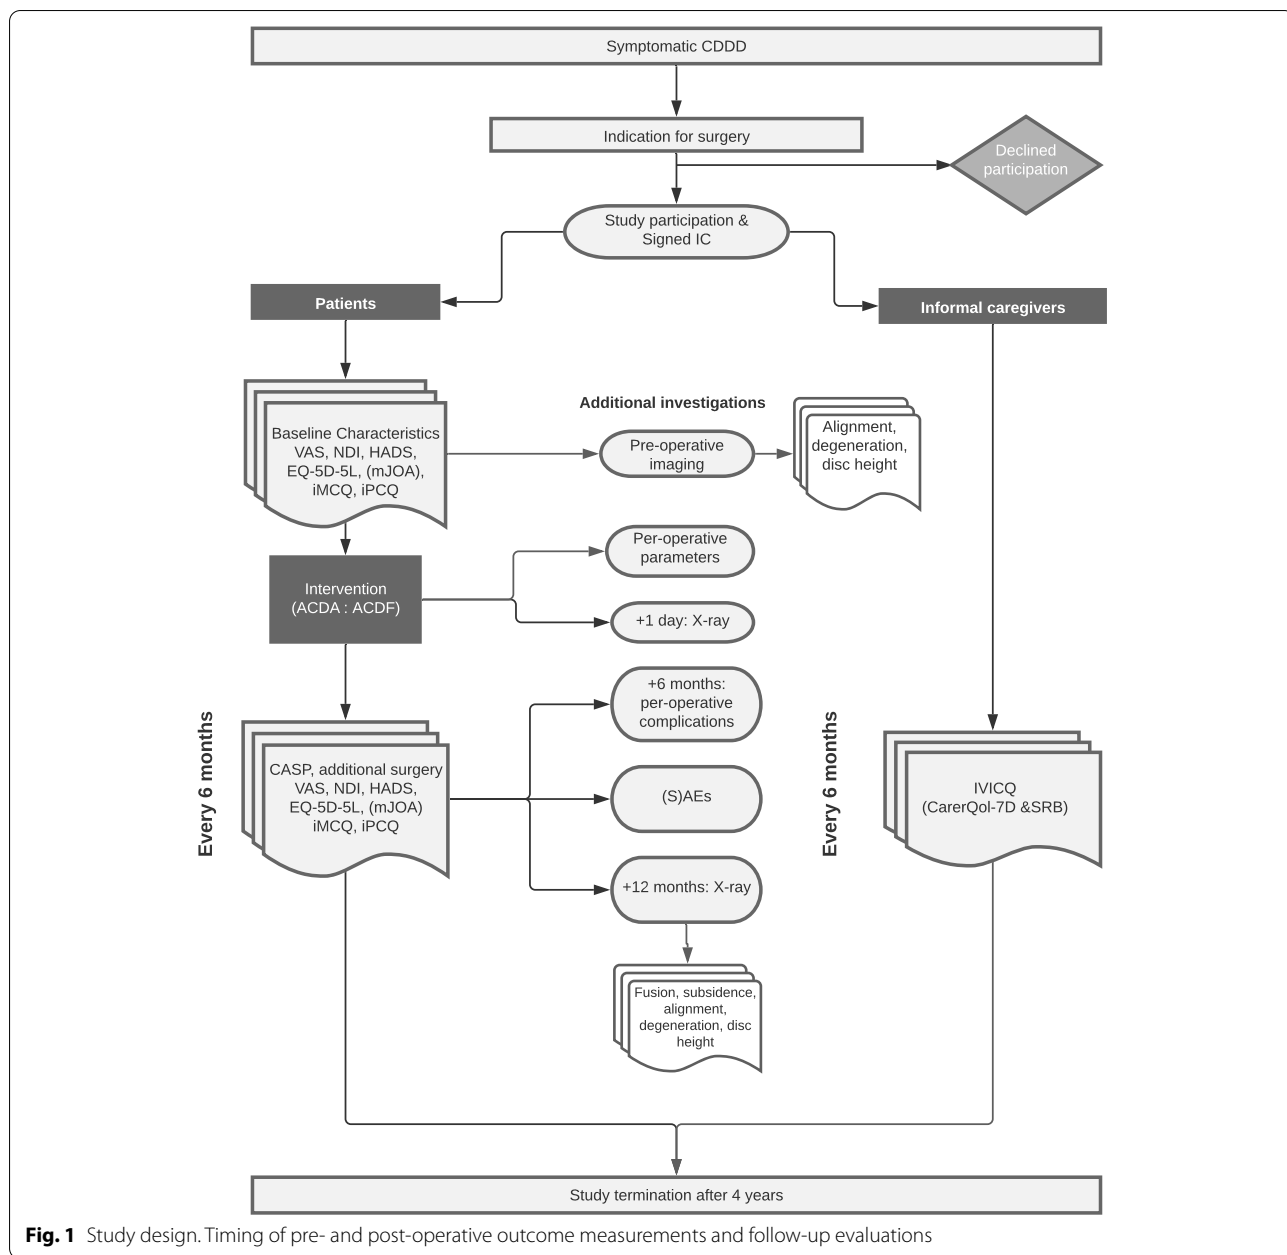 Symptomatic CDDD
Indication for surgery
Declined
participation
Study participation &
Signed IC
Patients
Informal caregivers
Additional investigations
Baseline Characteristics
VAS, NDI, HADS,
EQ-5D-5L, (mJOA),
iMCQ, iPCQ
Pre-operative
imaging
Alignment,
degeneration,
disc height
Per-operative
parameters
Intervention
(ACDA : ACDF)
+1 day: X-ray
+6 months:
per-operative
complications
Every 6 months
CASP, additional surgery
VAS, NDI, HADS,
EQ-5D-5L, (mJOA)
iMCQ, iPCQ
(S)AEs
Every 6 months
IVICQ
(CarerQol-7D &SRB)
+12 months: X-ray
Fusion, subsidence,
alignment,
degeneration, disc
height
Study termination after 4 years
Fig. 1 Study design. Timing of pre- and post-operative outcome measurements and follow-up evaluations